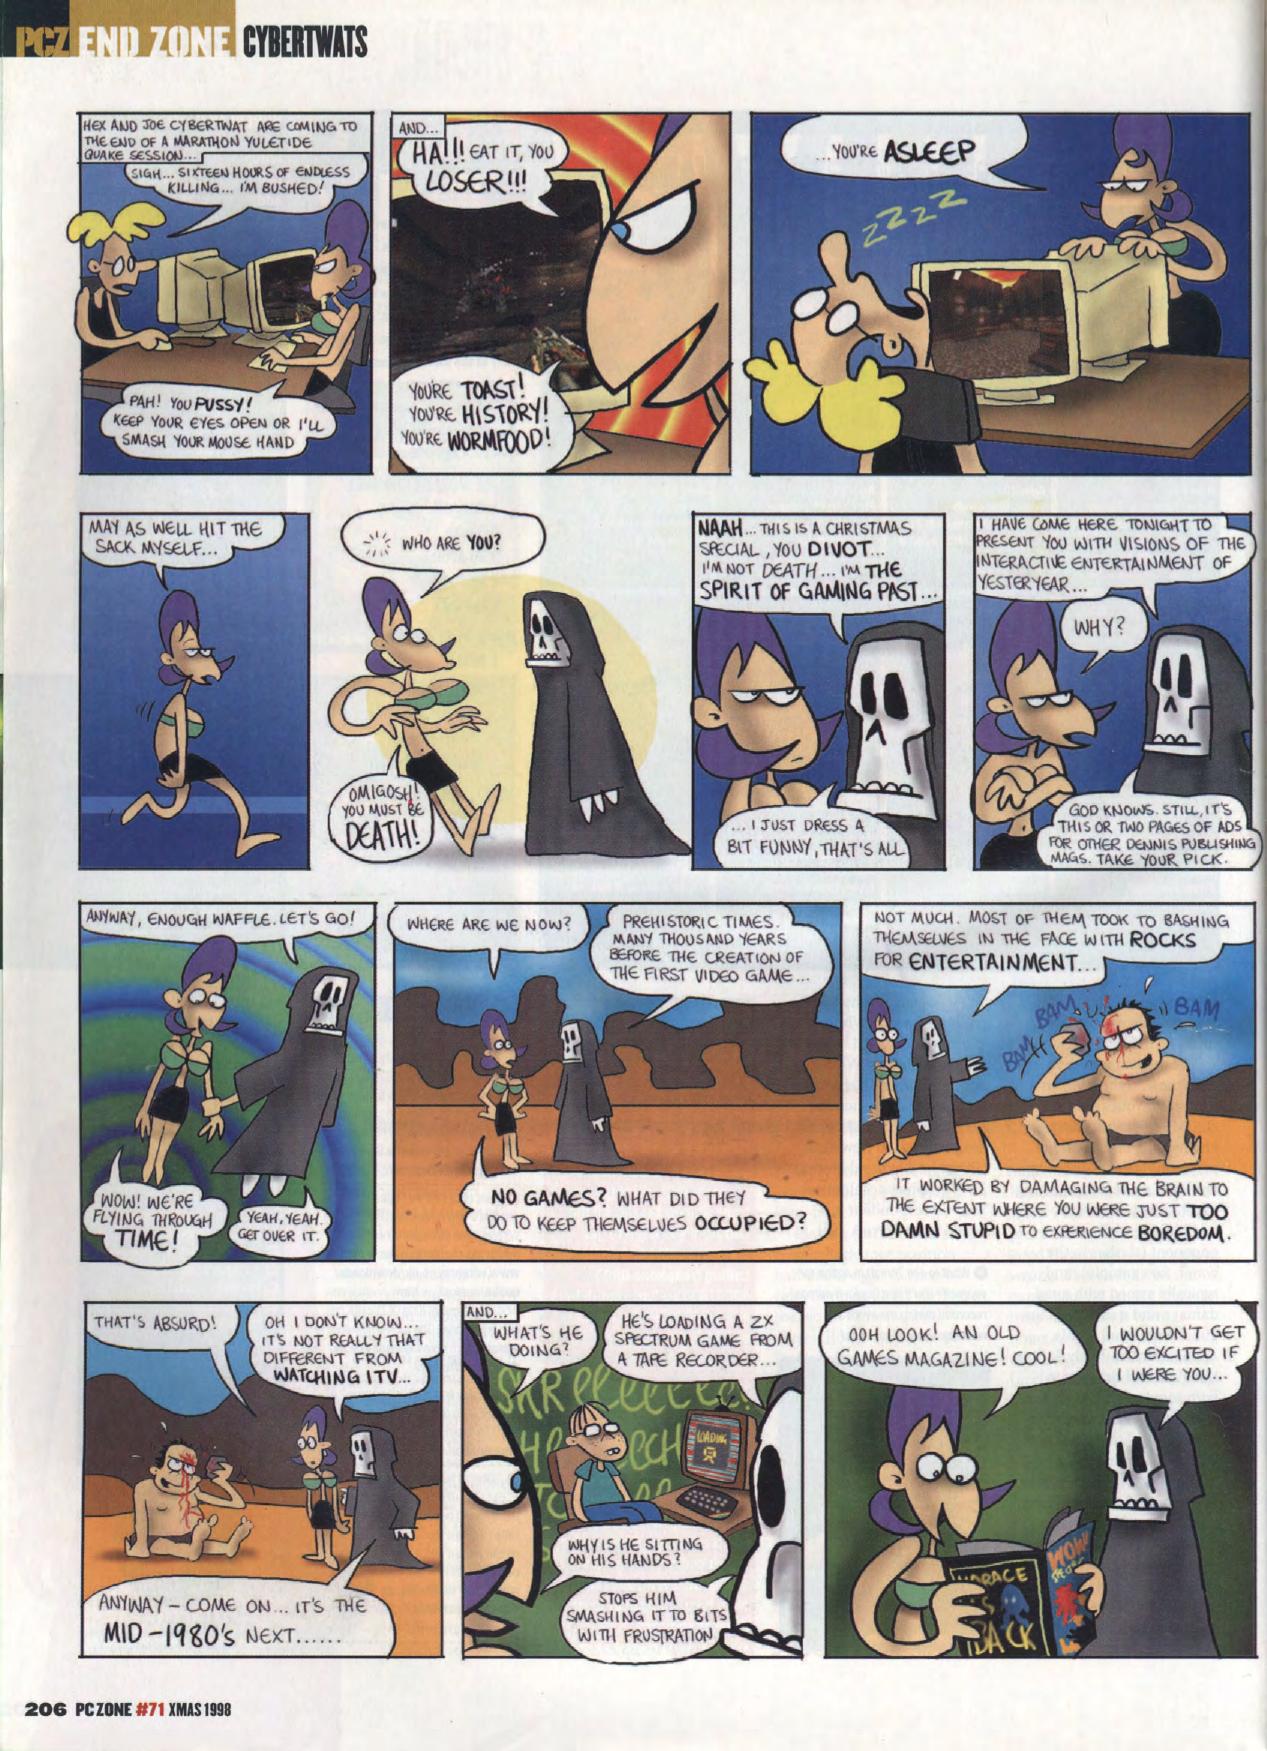 PCZ END ZONE CYBERTWATS
HEX AND JOE CYBERTWAT ARE COMING TO
THE END OF A MARATHON YULETIDE
QUAKE SESSION...
SIGH... SIXTEEN HOURS OF ENDLESS
KILLING... I'M BUSHED!
PAH! YOU PUSSY!
KEEP YOUR EYES OPEN OR I'LL
SMASH YOUR MOUSE HAND
AND...
HA!!! EAT IT, YOU
LOSER!!!
YOU'RE TOAST!
YOU'RE HISTORY!
YOU'RE WORMFOOD!
...YOU'RE ASLEEP
ZZZZ
MAY AS WELL HIT THE
SACK MYSELF...
WHO ARE YOU?
OMIGOSH!
YOU MUST BE
DEATH!
NAAH... THIS IS A CHRISTMAS
SPECIAL, YOU DIVOT...
I'M NOT DEATH... I'M THE
SPIRIT OF GAMING PAST...
... I JUST DRESS A
BIT FUNNY, THAT'S ALL.
I HAVE COME HERE TONIGHT TO
PRESENT YOU WITH VISIONS OF THE
INTERACTIVE ENTERTAINMENT OF
YESTERYEAR...
WHY?
GOD KNOWS. STILL, IT'S
THIS OR TWO PAGES OF ADS
FOR OTHER DENNIS PUBLISHING
MAGS. TAKE YOUR PICK.
ANYWAY, ENOUGH WAFFLE. LET'S GO!
WOW! WE'RE
FLYING THROUGH
TIME!
YEAH, YEAH.
GET OVER IT.
WHERE ARE WE NOW?
PREHISTORIC TIMES.
MANY THOUSAND YEARS
BEFORE THE CREATION OF
THE FIRST VIDEO GAME...
NO GAMES? WHAT DID THEY
DO TO KEEP THEMSELVES OCCUPIED?
NOT MUCH. MOST OF THEM TOOK TO BASHING
THEMSELVES IN THE FACE WITH ROCKS
FOR ENTERTAINMENT...
BAM
BAM
BAM
IT WORKED BY DAMAGING THE BRAIN TO
THE EXTENT WHERE YOU WERE JUST TOO
DAMN STUPID TO EXPERIENCE BOREDOM.
THAT'S ABSURD!
OH I DON'T KNOW...
IT'S NOT REALLY THAT
DIFFERENT FROM
WATCHING ITV...
ANYWAY - COME ON... IT'S THE
MID-1980'S NEXT......
AND...
WHAT'S HE
DOING?
HE'S LOADING A ZX
SPECTRUM GAME FROM
A TAPE RECORDER...
LOADING
WHY IS HE SITTING
ON HIS HANDS?
STOPS HIM
SMASHING IT TO BITS
WITH FRUSTRATION
OOH LOOK! AN OLD
GAMES MAGAZINE! COOL!
I WOULDN'T GET
TOO EXCITED IF
I WERE YOU...
WOW!
206 PC ZONE #71 XMAS 1998